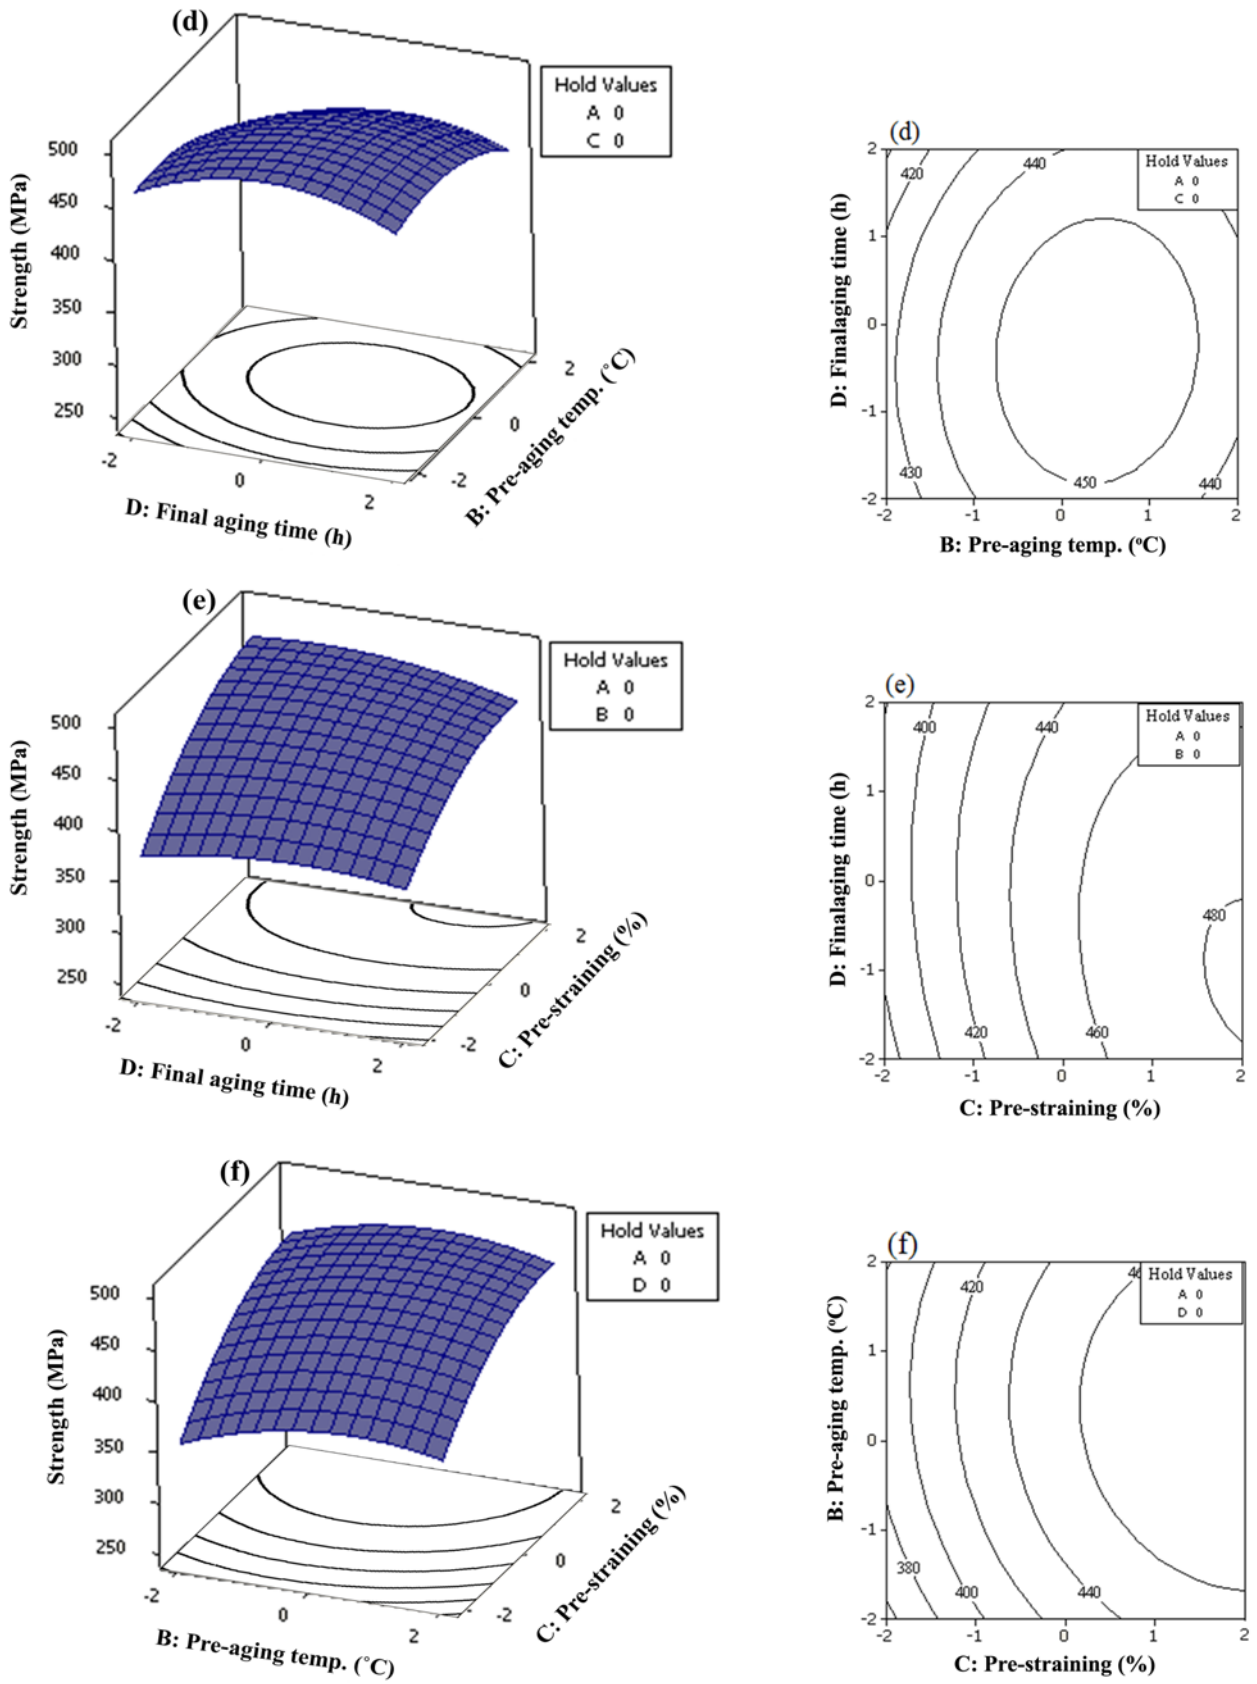 (d)
Hold Values
A 0
C 0
500
450
400
350
300
250
Strength (MPa)
-2
0
2
D: Final aging time (h)
-2
0
2
B: Pre-aging temp. (˚C)
(d)
Hold Values
A 0
C 0
2
1
0
-1
-2
D: Finalaging time (h)
420
440
430
450
440
-2
-1
0
1
2
B: Pre-aging temp. (ºC)
(e)
Hold Values
A 0
B 0
500
450
400
350
300
250
Strength (MPa)
-2
0
2
D: Final aging time (h)
-2
0
2
C: Pre-straining (%)
(e)
Hold Values
A 0
B 0
2
1
0
-1
-2
D: Finalaging time (h)
400
440
480
420
460
-2
-1
0
1
2
C: Pre-straining (%)
(f)
Hold Values
A 0
D 0
500
450
400
350
300
250
Strength (MPa)
-2
0
2
B: Pre-aging temp. (˚C)
-2
0
2
C: Pre-straining (%)
(f)
Hold Values
A 0
D 0
2
1
0
-1
-2
B: Pre-aging temp. (ºC)
420
380
400
440
-2
-1
0
1
2
C: Pre-straining (%)